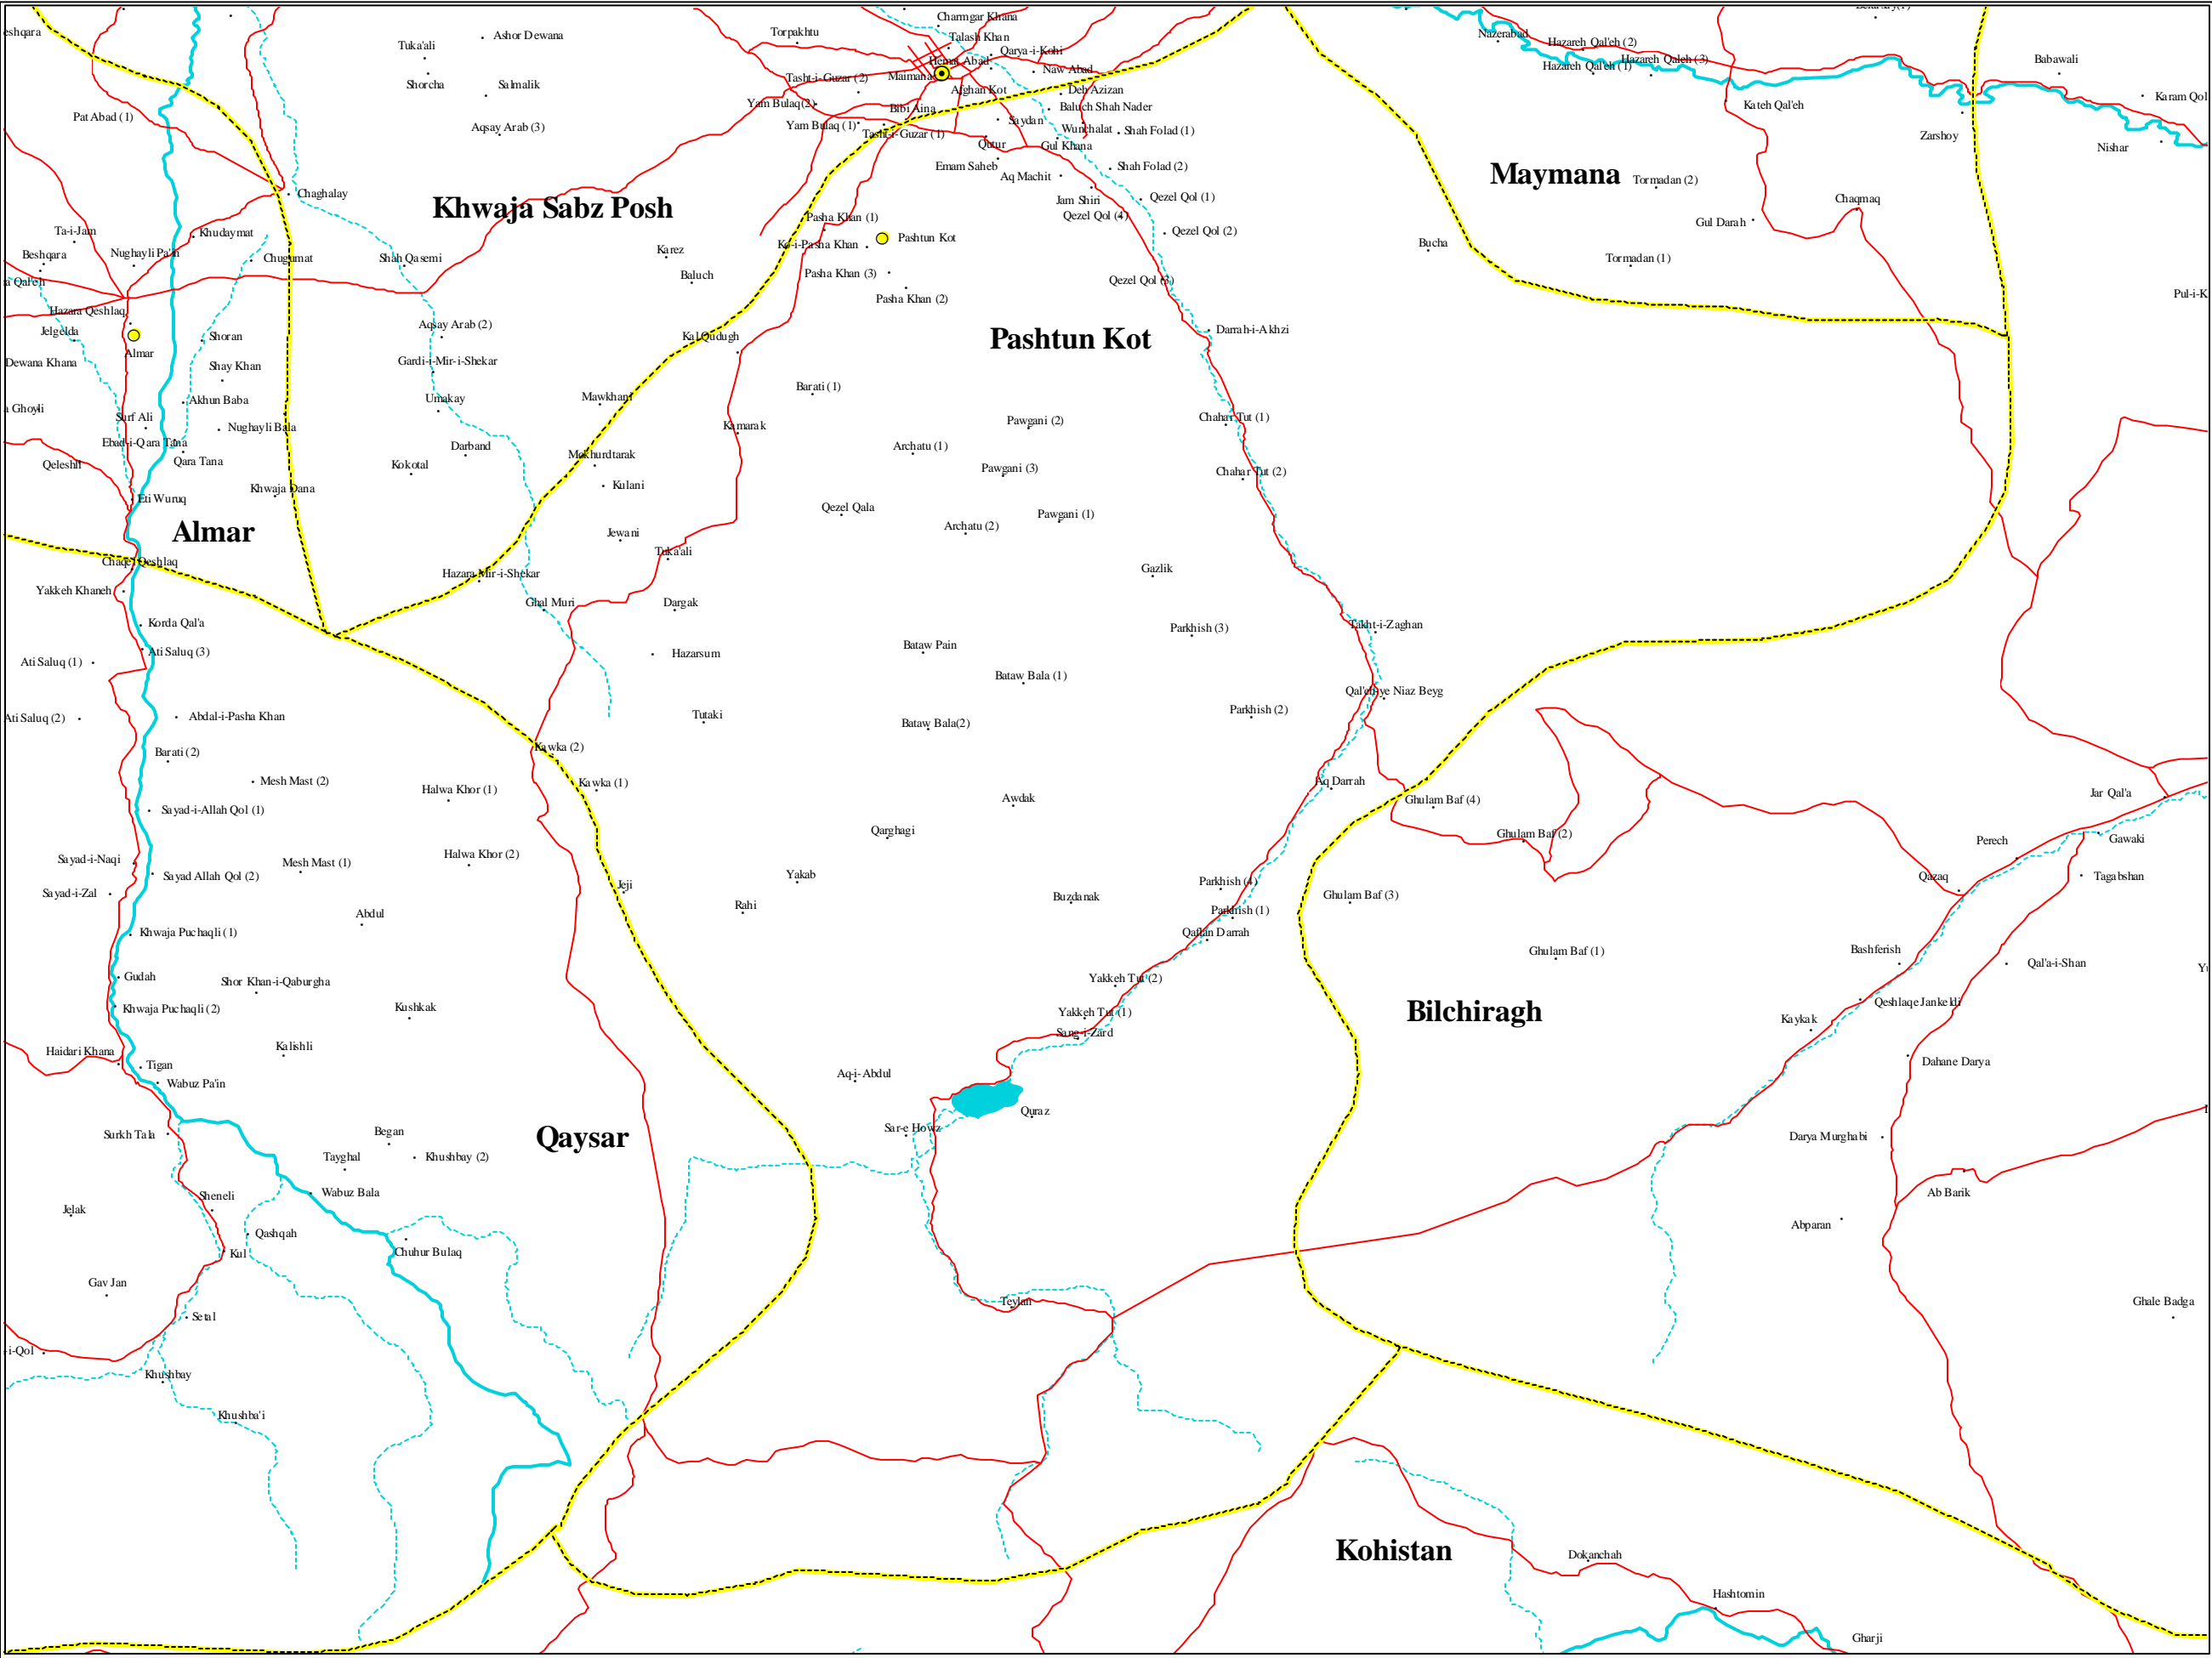 eshqara
Tuka'ali
Ashor Dewana
Shorcha
Salmalik
Pat Abad (1)
Aqsay Arab (3)
Torpakhtu
Charmgar Khana
Talash Khan
Qarya-i-Kohi
Hemat Abad
Maimana
Naw Abad
Tasht-i-Guzar (2)
Afghan Kot
Deh Azizan
Yam Bulaq(2)
Bibi Aina
Baluch Shah Nader
Saydan
Yam Bulaq (1)
Tasht-i-Guzar (1)
Wunchalat
Shah Folad (1)
Qutur
Gul Khana
Emam Saheb
Aq Machit
Shah Folad (2)
Jam Shiri
Qezel Qol (1)
Qezel Qol (4)
Qezel Qol (2)
Qezel Qol (3)
Nazerabad
Hazareh Qal'eh (2)
Hazareh Qal'eh (1)
Hazareh Qaleh (3)
Babawali
Karam Qol
Kateh Qal'eh
Zarshoy
Nishar
Maymana
Tormadan (2)
Chaqmaq
Gul Darah
Bucha
Tormadan (1)
Pul-i-K
Chaghalay
Khwaja Sabz Posh
Ta-i-Jam
Khudaymat
Beshqara
Nughayli Pa'in
Chugumat
Shah Qasemi
Karez
Baluch
Pasha Khan (1)
Ko-i-Pasha Khan
Pashtun Kot
Pasha Khan (3)
Pasha Khan (2)
a Qal'eh
Hazara Qeshlaq
Jelgelda
Almar
Shoran
Aqsay Arab (2)
Kal Qudugh
Pashtun Kot
Darrah-i-Akhzi
Dewana Khana
Shay Khan
Gardi-i-Mir-i-Shekar
Barati (1)
a Ghoyli
Akhun Baba
Umakay
Mawkhani
Surf Ali
Nughayli Bala
Kamarak
Pawgani (2)
Chahar Tut (1)
Ebad-i-Qara Tana
Qara Tana
Darband
Mekhurdtarak
Archatu (1)
Qeleshli
Kokotal
Pawgani (3)
Chahar Tut (2)
Khwaja Dana
Kulani
Eti Wuruq
Qezel Qala
Pawgani (1)
Almar
Jewani
Archatu (2)
Tuka'ali
Chaqel Qeshlaq
Hazara Mir-i-Shekar
Gazlik
Yakkeh Khaneh
Ghal Muri
Dargak
Korda Qal'a
Parkhish (3)
Takht-i-Zaghan
Ati Saluq (1)
Ati Saluq (3)
Hazarsum
Bataw Pain
Bataw Bala (1)
Qal'eh-ye Niaz Beyg
Ati Saluq (2)
Abdal-i-Pasha Khan
Tutaki
Bataw Bala(2)
Parkhish (2)
Barati (2)
Kawka (2)
Mesh Mast (2)
Halwa Khor (1)
Kawka (1)
Aq Darrah
Awdak
Ghulam Baf (4)
Jar Qal'a
Sayad-i-Allah Qol (1)
Qarghagi
Ghulam Baf (2)
Perech
Gawaki
Sayad-i-Naqi
Mesh Mast (1)
Halwa Khor (2)
Sayad Allah Qol (2)
Jeji
Yakab
Qazaq
Tagabshan
Sayad-i-Zal
Parkhish (4)
Buzdanak
Ghulam Baf (3)
Abdul
Rahi
Parkhish (1)
Khwaja Puchaqli (1)
Qaflan Darrah
Ghulam Baf (1)
Bashferish
Gudah
Shor Khan-i-Qaburgha
Yakkeh Tut (2)
Qal'a-i-Shan
Khwaja Puchaqli (2)
Kushkak
Yakkeh Tut (1)
Bilchiragh
Qeshlaqe Jankeldi
Sang-i-Zard
Kaykak
Haidari Khana
Kalishli
Tigan
Aq-i-Abdul
Dahane Darya
Wabuz Pa'in
Quraz
Surkh Tala
Began
Qaysar
Sar-e Howz
Darya Murghabi
Tayghal
Khushbay (2)
Wabuz Bala
Ab Barik
Jelak
Sheneli
Abparan
Qashqah
Kul
Chuhur Bulaq
Gav Jan
Setal
Teylan
Ghale Badga
-i-Qol
Khushbay
Khushba'i
Kohistan
Dokanchah
Hashtomin
Gharji